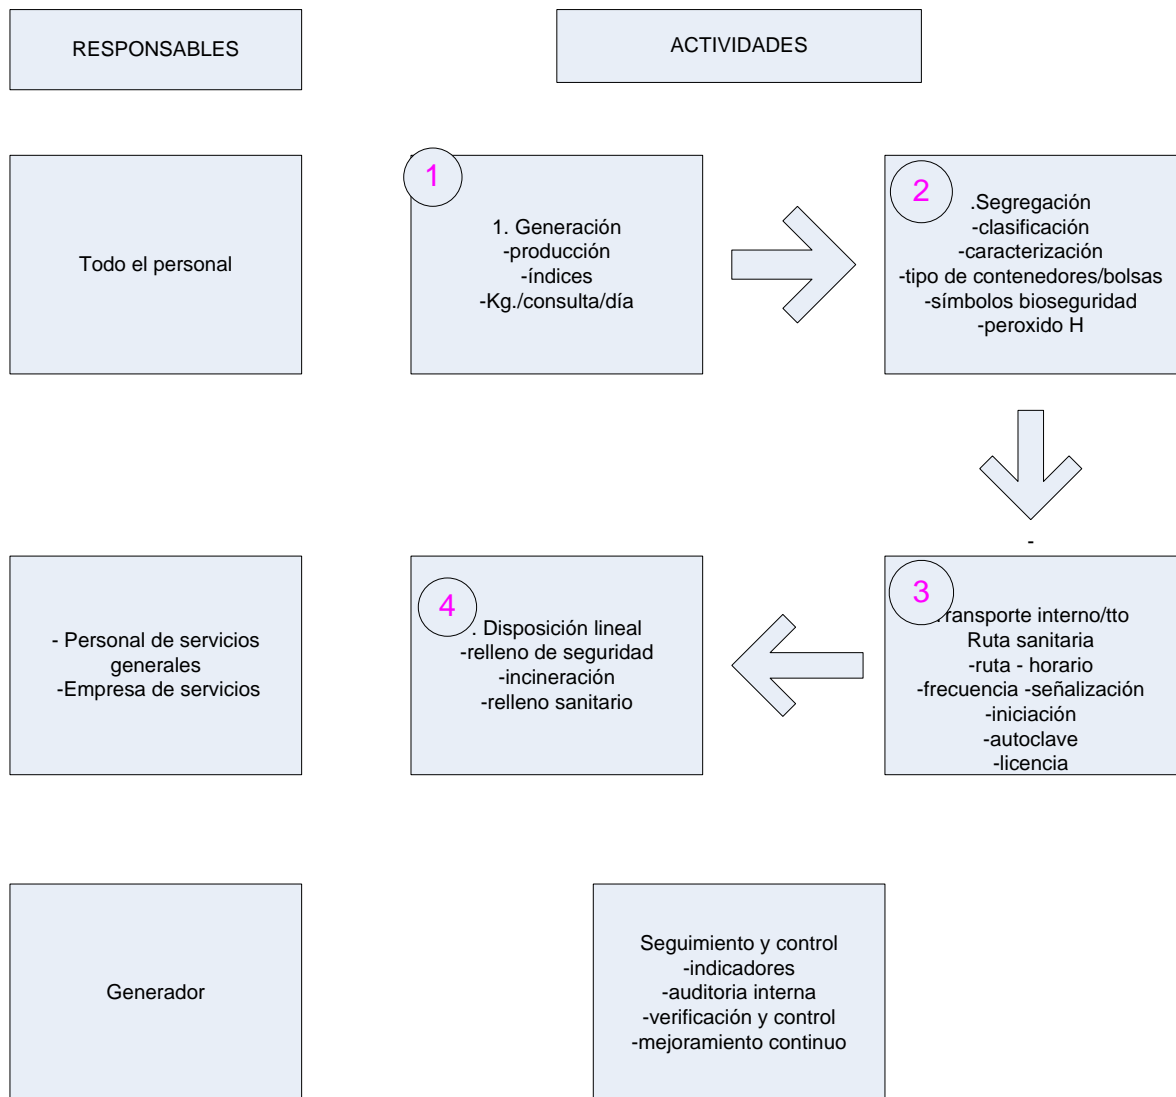 RESPONSABLES
ACTIVIDADES
Todo el personal
1
1. Generación
-producción
-índices
-Kg./consulta/día
2
.Segregación
-clasificación
-caracterización
-tipo de contenedores/bolsas
-símbolos bioseguridad
-peroxido H
- Personal de servicios
generales
-Empresa de servicios
4
. Disposición lineal
-relleno de seguridad
-incineración
-relleno sanitario
-
3
Transporte interno/tto
Ruta sanitaria
-ruta - horario
-frecuencia -señalización
-iniciación
-autoclave
-licencia
Generador
Seguimiento y control
-indicadores
-auditoria interna
-verificación y control
-mejoramiento continuo